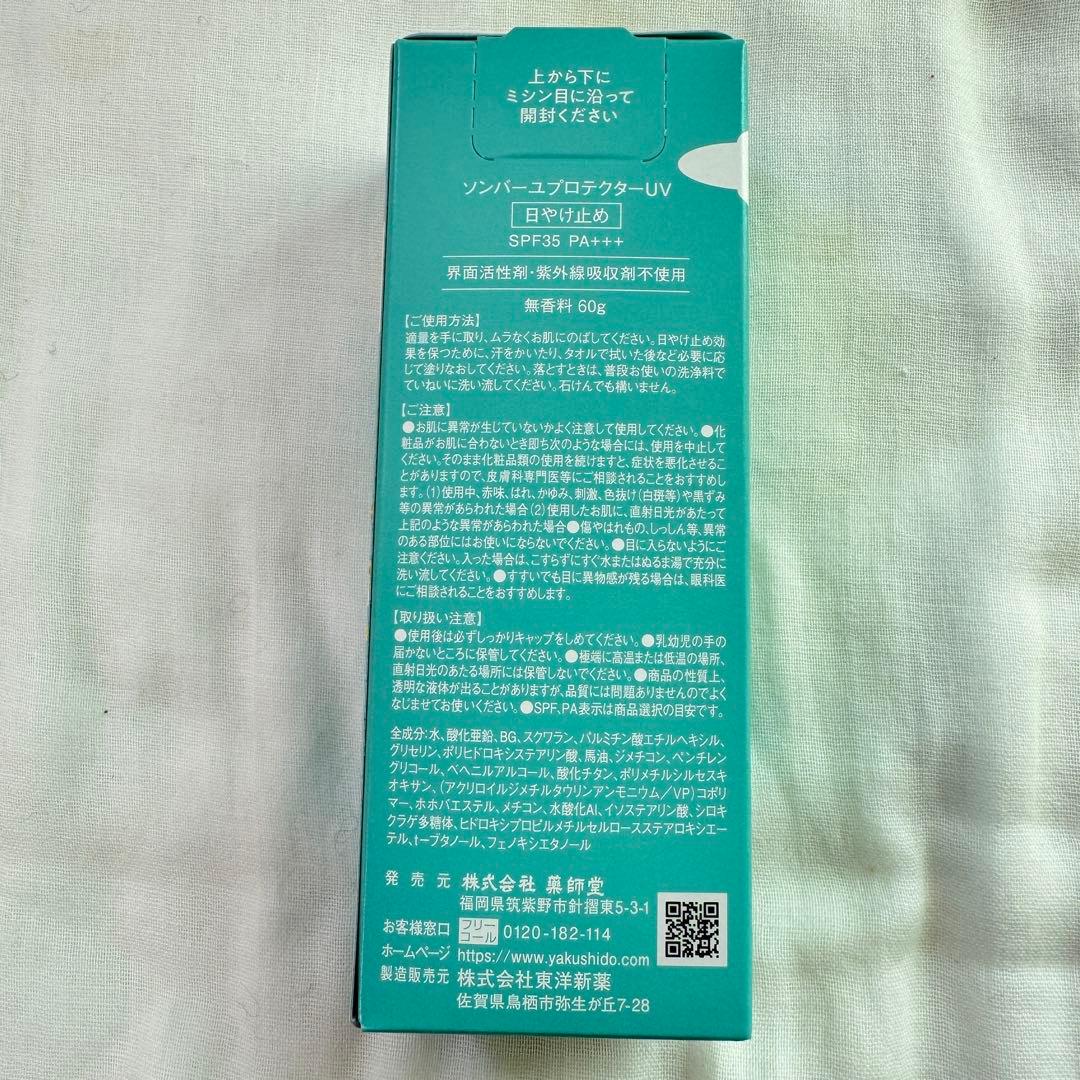 上から下に
ミシン目に沿って
開封ください
ソンバーユプロテクターUV
日やけ止め
SPF35 PA+++
界面活性剤・紫外線吸収剤不使用
無香料 60g
【ご使用方法】
適量を手に取り、ムラなくお肌にのばしてください。日やけ止め効
果を保つために、汗をかいたり、タオルで拭いた後など必要に応
じて塗りなおしてください。落とすときは、普段お使いの洗浄料で
ていねいに洗い流してください。石けんでも構いません。
【ご注意】
●お肌に異常が生じていないかよく注意して使用してください。●化
粧品がお肌に合わないとき即ち次のような場合には、使用を中止して
ください。そのまま化粧品類の使用を続けますと、症状を悪化させるこ
とがありますので、皮膚科専門医等にご相談されることをおすすめし
ます。(1)使用中、赤味、はれ、かゆみ、刺激、色抜け(白斑等)や黒ずみ
等の異常があらわれた場合(2)使用したお肌に、直射日光があたって
上記のような異常があらわれた場合●傷やはれもの、しっしん等、異常
のある部位にはお使いにならないでください。●目に入らないようにご
注意ください。入った場合は、こすらずにすぐ水またはぬるま湯で充分に
洗い流してください。●すすいでも目に異物感が残る場合は、眼科医
にご相談されることをおすすめします。
【取り扱い注意】
●使用後は必ずしっかりキャップをしめてください。●乳幼児の手の
届かないところに保管してください。●極端に高温または低温の場所、
直射日光のあたる場所には保管しないでください。●商品の性質上、
透明な液体が出ることがありますが、品質には問題ありませんのでよく
なじませてお使いください。●SPF、PA表示は商品選択の目安です。
全成分:水、酸化亜鉛、BG、スクワラン、パルミチン酸エチルヘキシル、
グリセリン、ポリヒドロキシステアリン酸、馬油、ジメチコン、ペンチレン
グリコール、ベヘニルアルコール、酸化チタン、ポリメチルシルセスキ
オキサン、(アクリロイルジメチルタウリンアンモニウム/VP)コポリ
マー、ホホバエステル、メチコン、水酸化Al、イソステアリン酸、シロキ
クラゲ多糖体、ヒドロキシプロピルメチルセルロースステアロキシエー
テル、t-ブタノール、フェノキシエタノール
発売元 株式会社 薬師堂
福岡県筑紫野市針摺東5-3-1
お客様窓口 フリーコール 0120-182-114
ホームページ https://www.yakushido.com
製造販売元 株式会社東洋新薬
佐賀県鳥栖市弥生が丘7-28